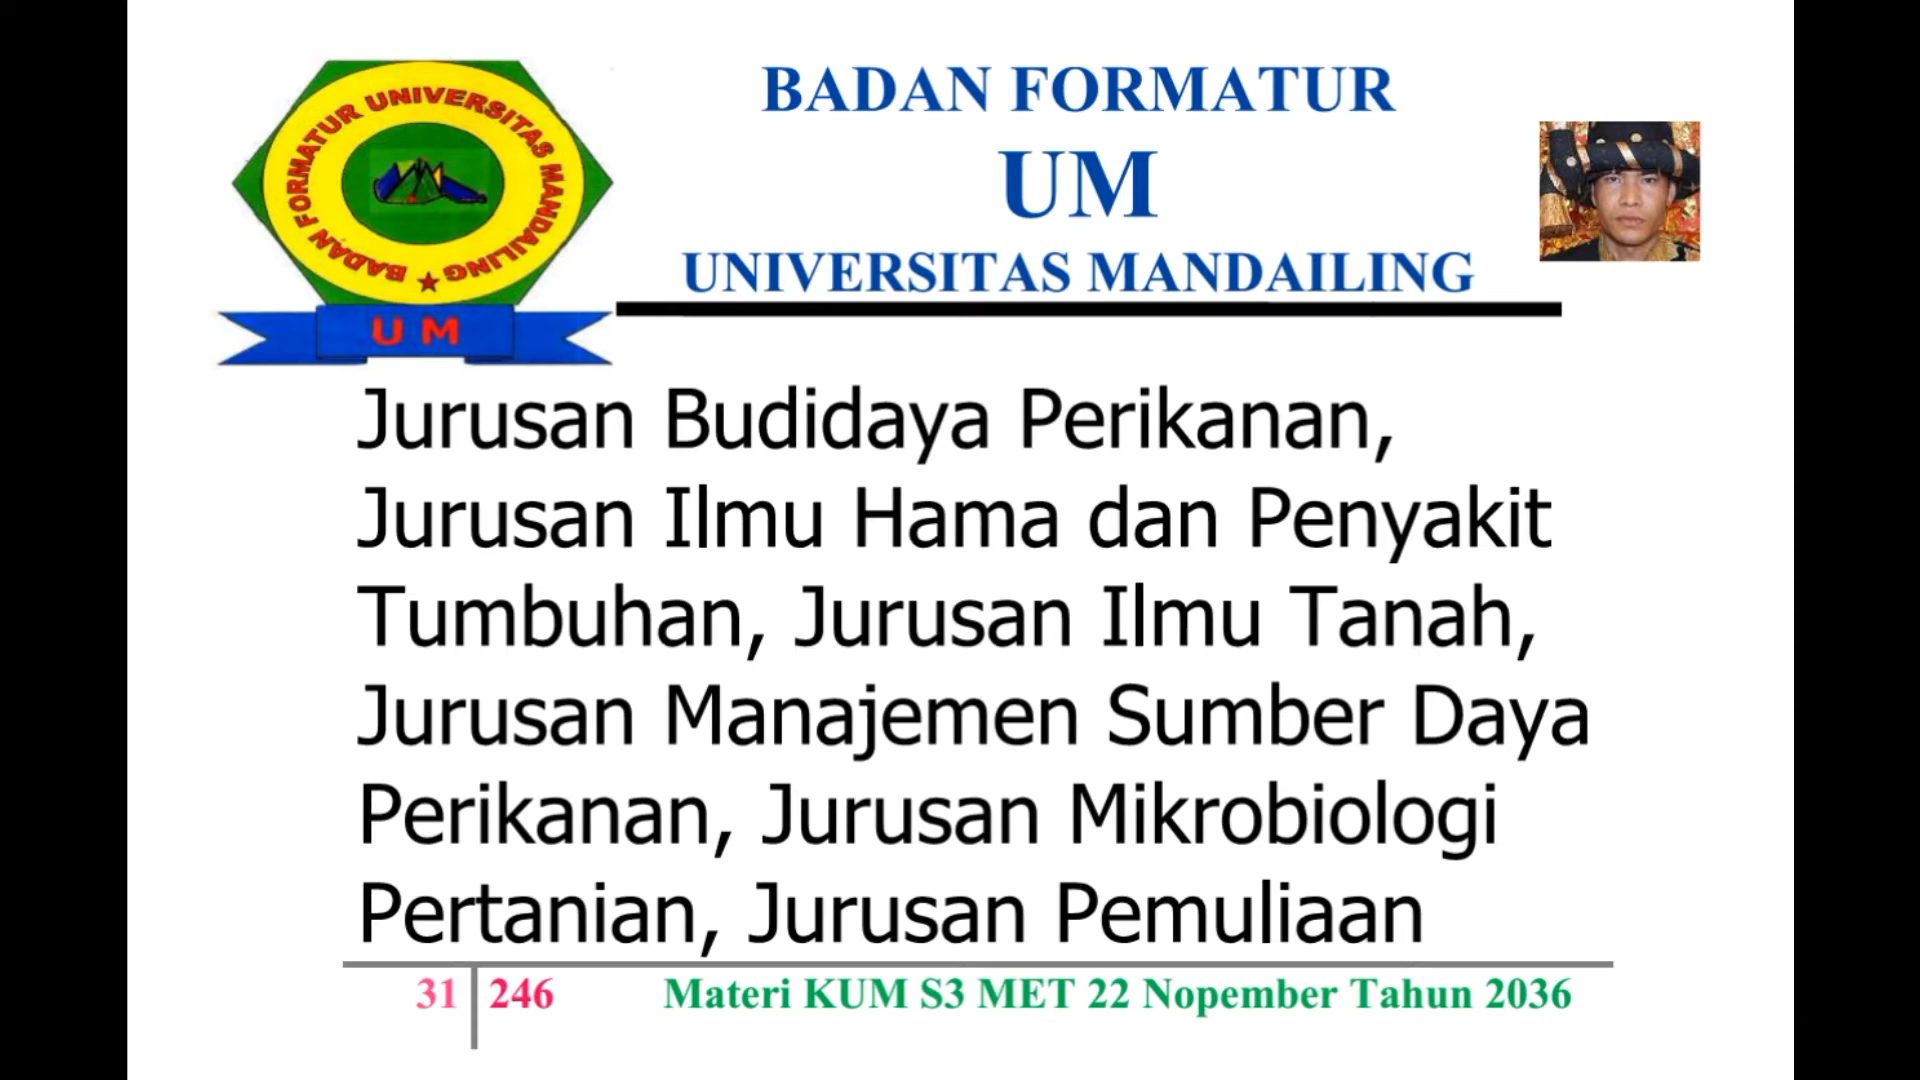 BADAN FORMATUR UNIVERSITAS MANDAILING
U M
BADAN FORMATUR
UM
UNIVERSITAS MANDAILING
Jurusan Budidaya Perikanan,
Jurusan Ilmu Hama dan Penyakit
Tumbuhan, Jurusan Ilmu Tanah,
Jurusan Manajemen Sumber Daya
Perikanan, Jurusan Mikrobiologi
Pertanian, Jurusan Pemuliaan
31 246 Materi KUM S3 MET 22 Nopember Tahun 2036